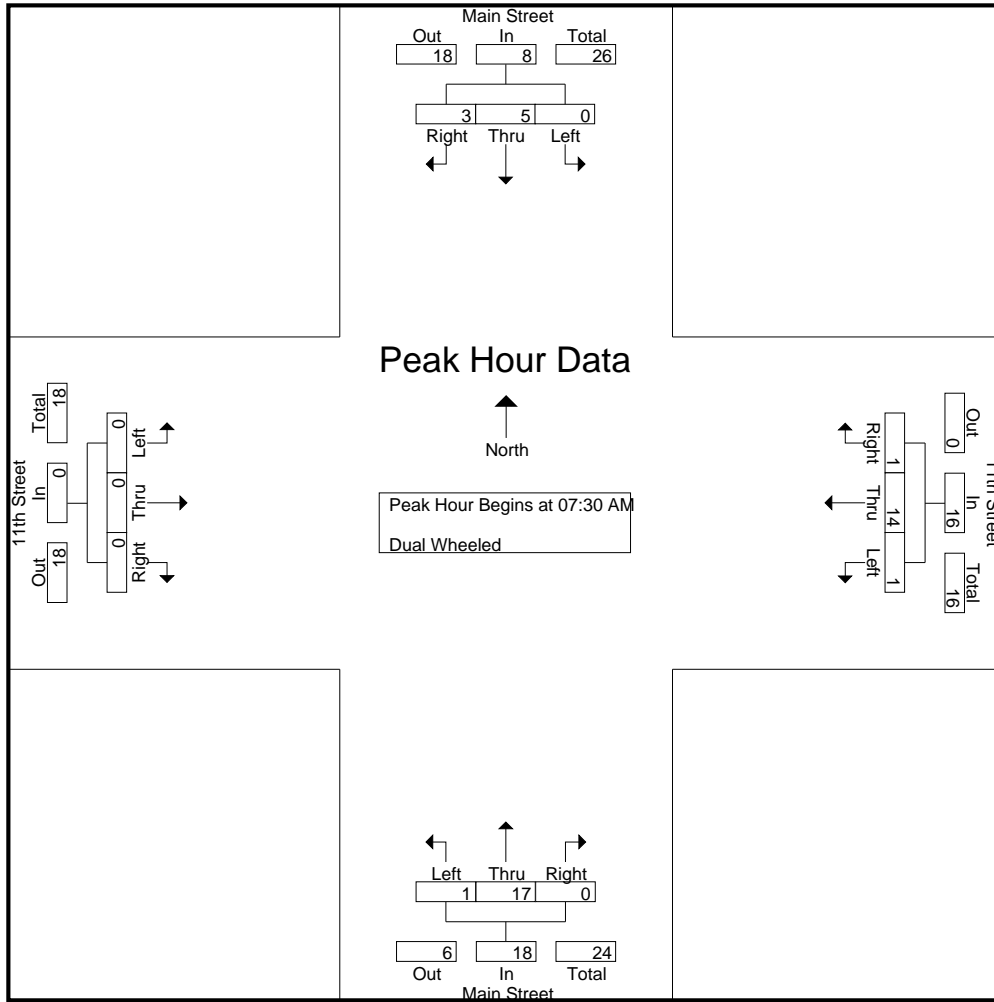 Main Street
Out In Total
18 8 26
3 5 0
Right Thru Left
Peak Hour Data
North
Peak Hour Begins at 07:30 AM
Dual Wheeled
11th Street
Total In Out
18 0 18
0 0 0
Left Thru Right
Right Thru Left
1 14 1
0 16 16
Out In Total
11th Street
Left Thru Right
1 17 0
6 18 24
Out In Total
Main Street